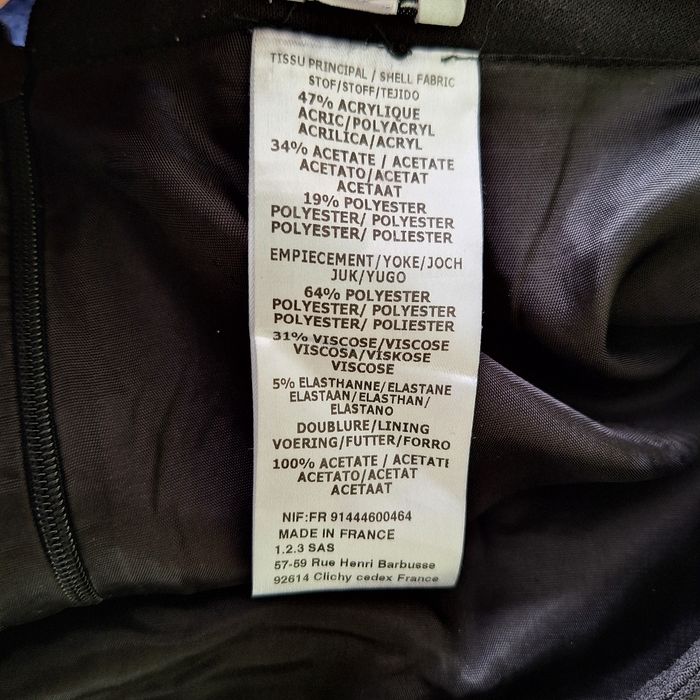 TISSU PRINCIPAL / SHELL FABRIC
STOF/STOFF/TEJIDO
47% ACRYLIQUE
ACRIC/POLYACRYL
ACRILICA/ACRYL
34% ACETATE / ACETATE
ACETATO/ACETAT
ACETAAT
19% POLYESTER
POLYESTER/ POLYESTER
POLYESTER/ POLIESTER
EMPIECEMENT/YOKE/JOCH
JUK/YUGO
64% POLYESTER
POLYESTER/ POLYESTER
POLYESTER/ POLIESTER
31% VISCOSE/VISCOSE
VISCOSA/VISKOSE
VISCOSE
5% ELASTHANNE/ELASTANE
ELASTAAN/ELASTHAN/
ELASTANO
DOUBLURE/LINING
VOERING/FUTTER/FORRO
100% ACETATE / ACETATE
ACETATO/ACETAT
ACETAAT
NIF:FR 91444600464
MADE IN FRANCE
1.2.3 SAS
57-59 Rue Henri Barbusse
92614 Clichy cedex France